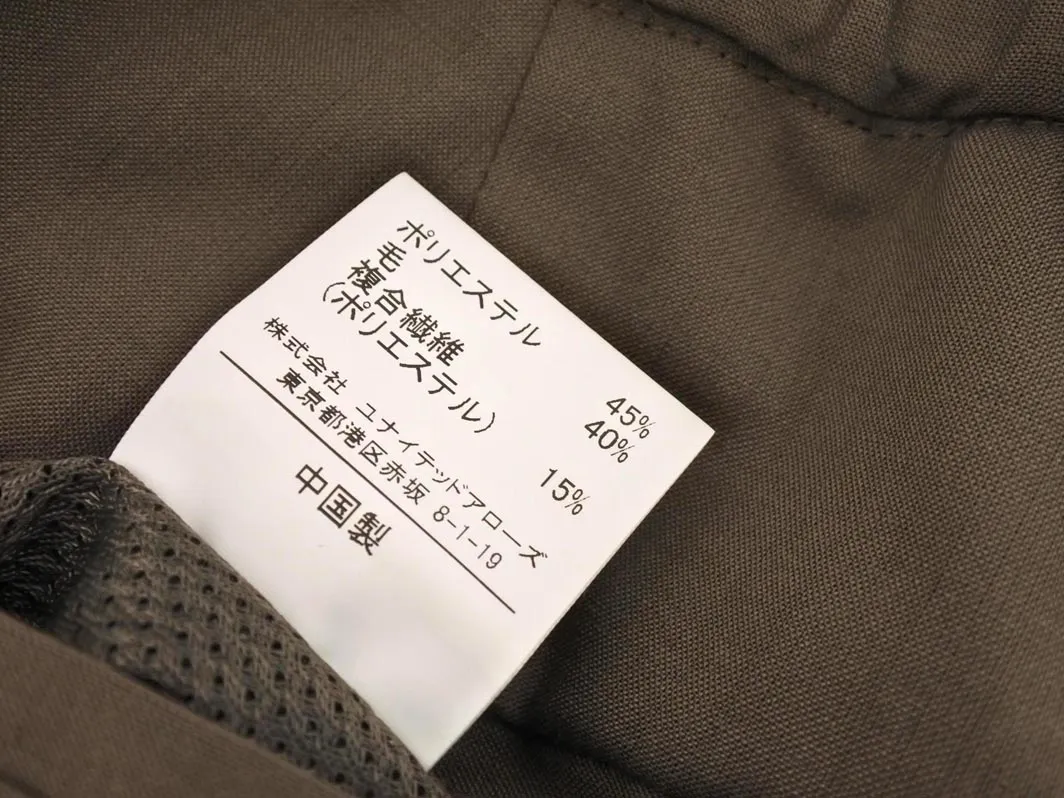 ポリエステル 45%
毛 40%
複合繊維
(ポリエステル) 15%
株式会社 ユナイテッドアローズ
東京都港区赤坂 8-1-19
中国製